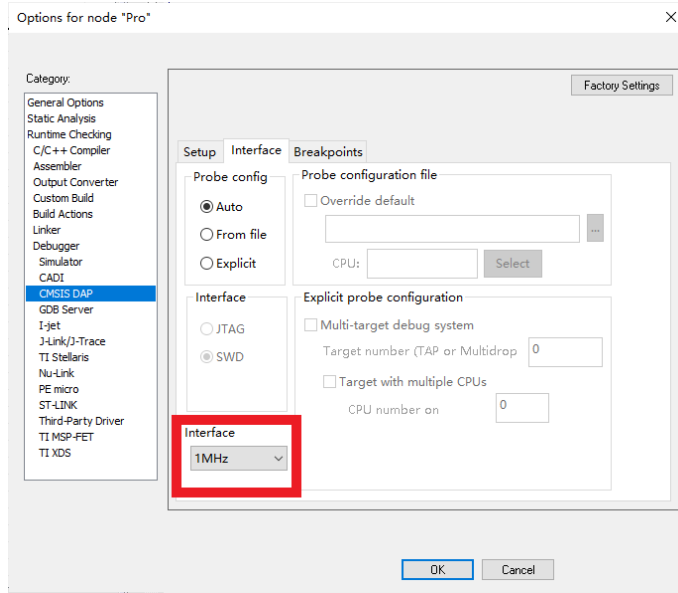 Options for node "Pro"
Category:
General Options
Static Analysis
Runtime Checking
C/C++ Compiler
Assembler
Output Converter
Custom Build
Build Actions
Linker
Debugger
Simulator
CADI
CMSIS DAP
GDB Server
I-jet
J-Link/J-Trace
TI Stellaris
Nu-Link
PE micro
ST-LINK
Third-Party Driver
TI MSP-FET
TI XDS
Factory Settings
Setup Interface Breakpoints
Probe config
Auto
From file
Explicit
Probe configuration file
Override default
...
CPU: Select
Interface
JTAG
SWD
Explicit probe configuration
Multi-target debug system
Target number (TAP or Multidrop 0
Target with multiple CPUs
CPU number on 0
Interface
1MHz
OK Cancel